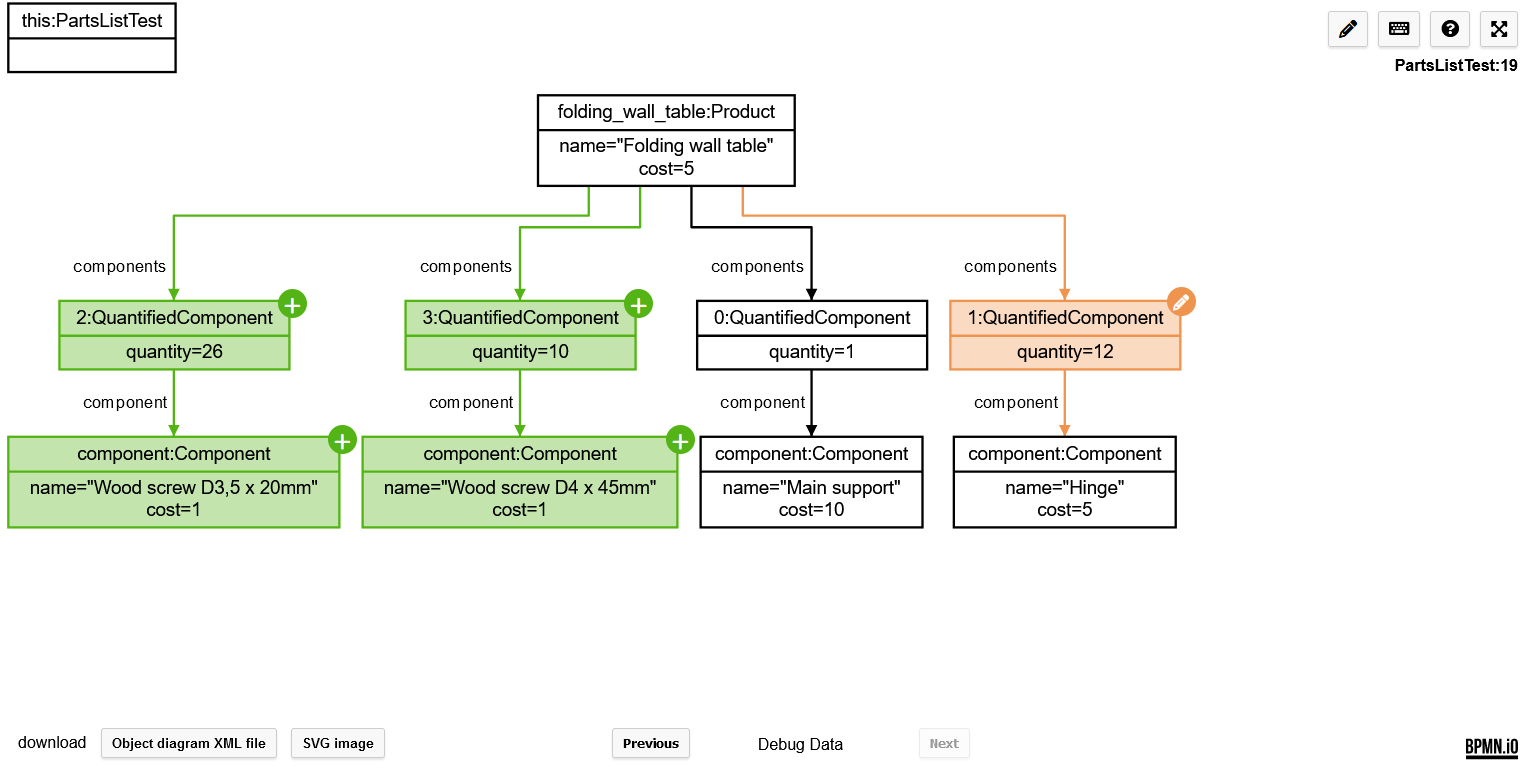 this:PartsListTest
PartsListTest:19
folding_wall_table:Product
name="Folding wall table"
cost=5
components
components
components
components
2:QuantifiedComponent
3:QuantifiedComponent
0:QuantifiedComponent
1:QuantifiedComponent
quantity=26
quantity=10
quantity=1
quantity=12
component
component
component
component
component:Component
component:Component
component:Component
component:Component
name="Wood screw D3,5 x 20mm"
name="Wood screw D4 x 45mm"
name="Main support"
name="Hinge"
cost=1
cost=1
cost=10
cost=5
download
Object diagram XML file
SVG image
Previous
Debug Data
Next
BPMN.iO